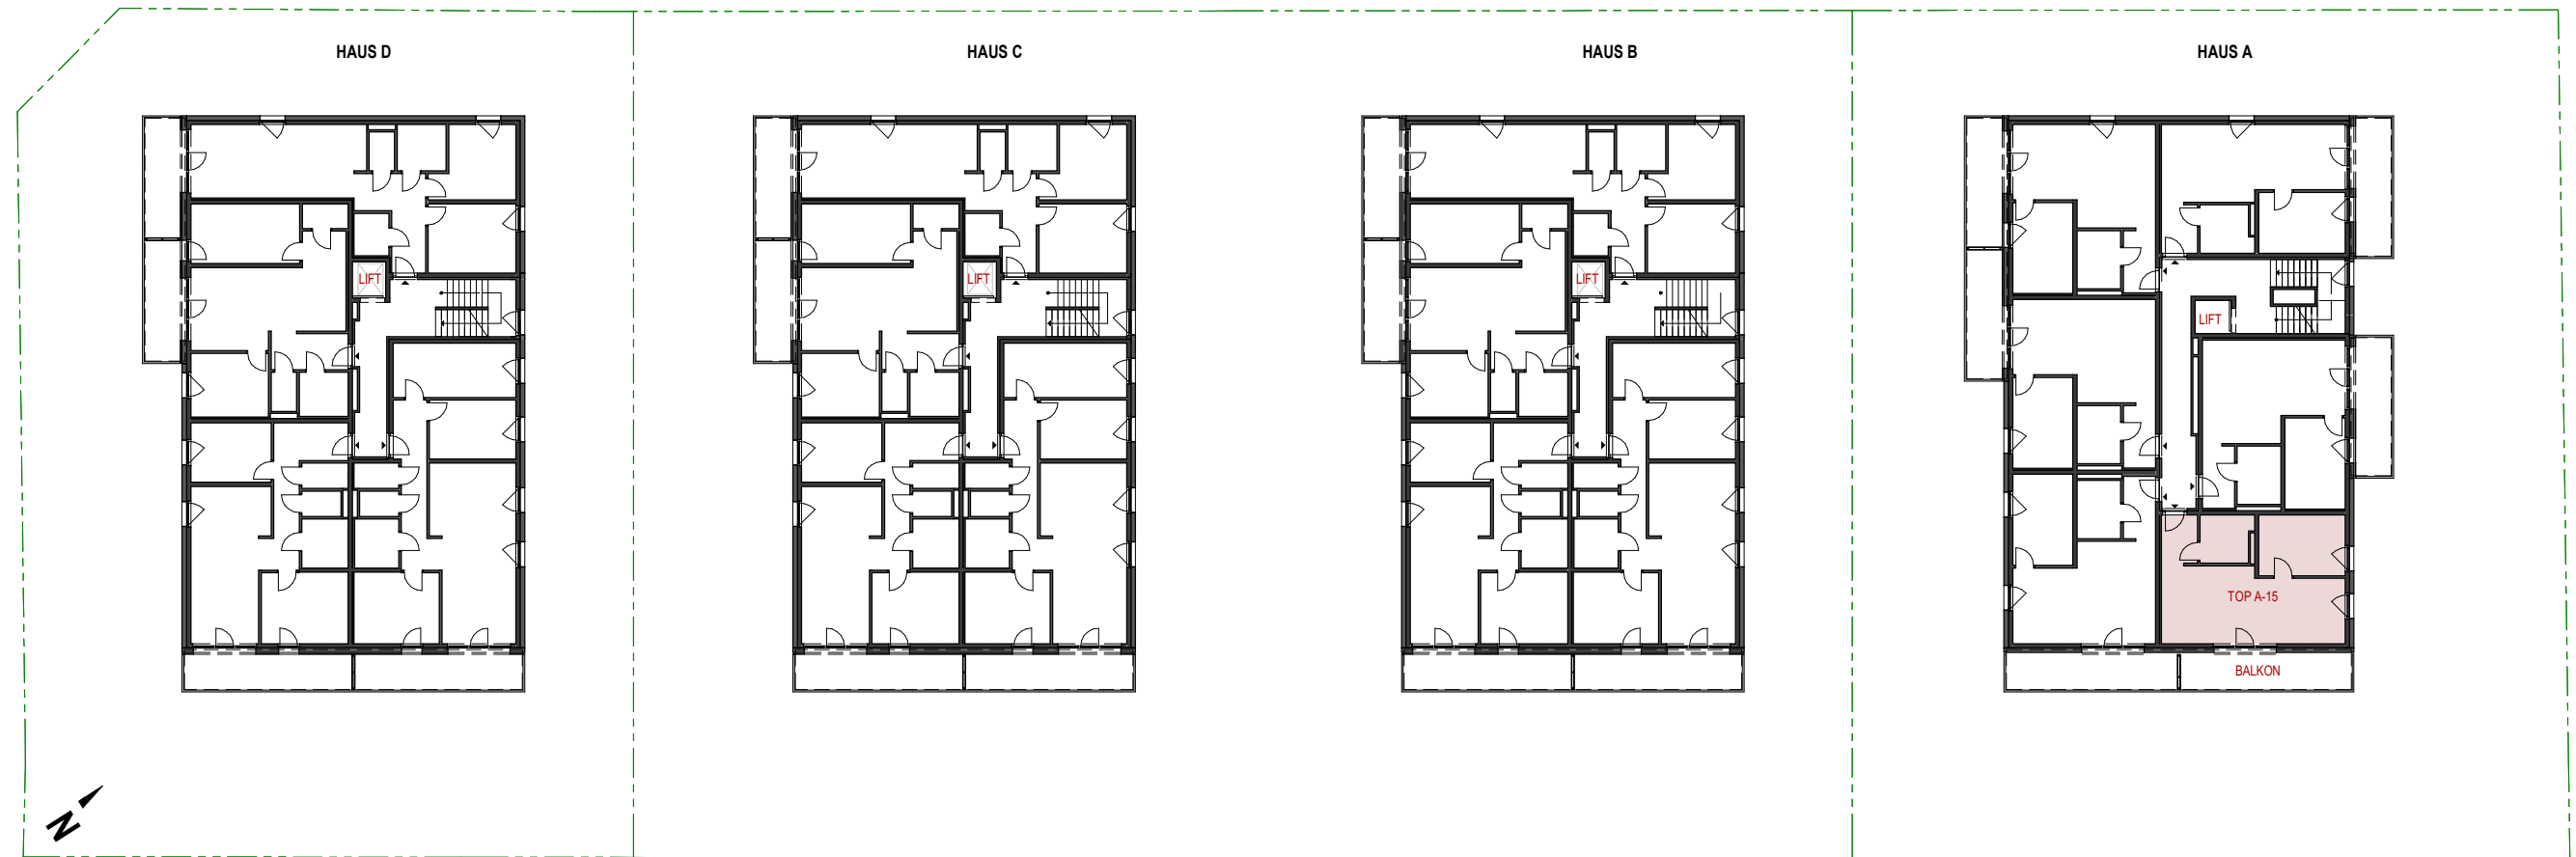 HAUS D
HAUS C
HAUS B
HAUS A
LIFT
LIFT
LIFT
LIFT
TOP A-15
BALKON
N